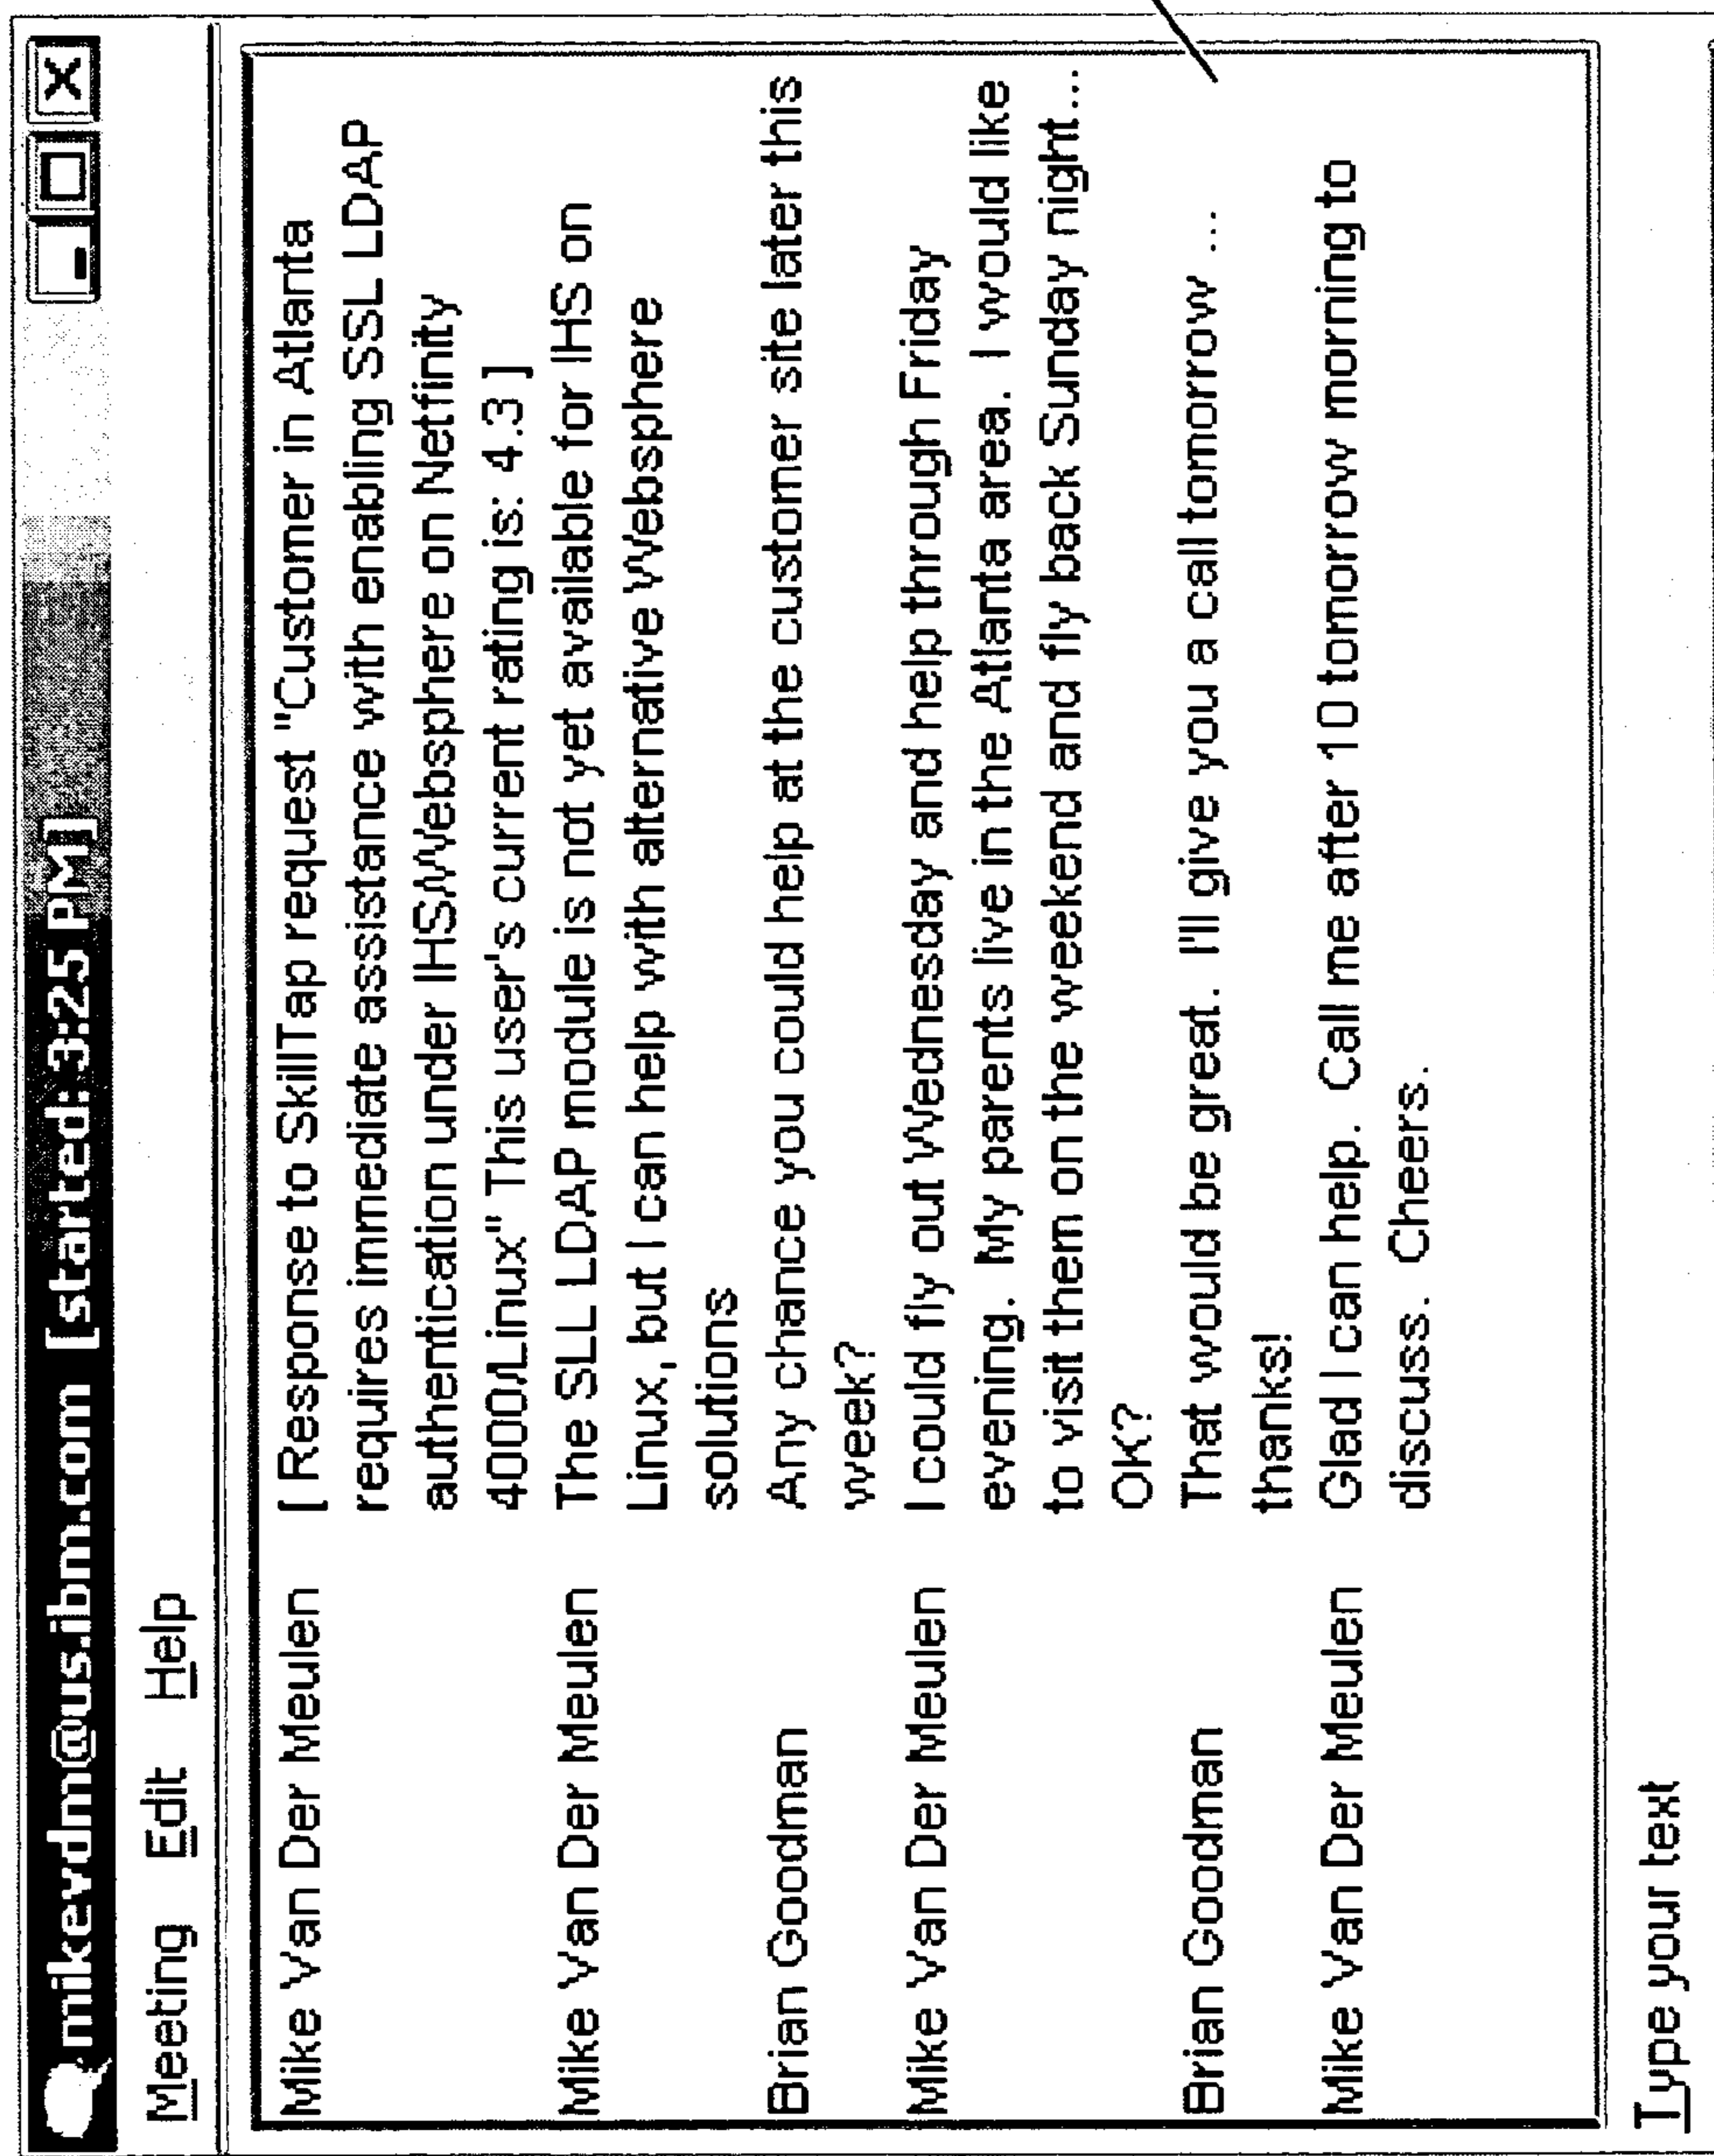 mikevdm@us.ibm.com [started: 3:25 PM]
Meeting Edit Help
Mike Van Der Meulen [ Response to SkillTap request "Customer in Atlanta
requires immediate assistance with enabling SSL LDAP
authentication under IHS/Websphere on Netfinity
4000/Linux" This user's current rating is: 4.3 ]
Mike Van Der Meulen The SLL LDAP module is not yet available for IHS on
Linux, but I can help with alternative Websphere
solutions
Brian Goodman Any chance you could help at the customer site later this
week?
Mike Van Der Meulen I could fly out Wednesday and help through Friday
evening. My parents live in the Atlanta area. I would like
to visit them on the weekend and fly back Sunday night...
OK?
Brian Goodman That would be great. I'll give you a call tomorrow ...
thanks!
Mike Van Der Meulen Glad I can help. Call me after 10 tomorrow morning to
discuss. Cheers.
Type your text